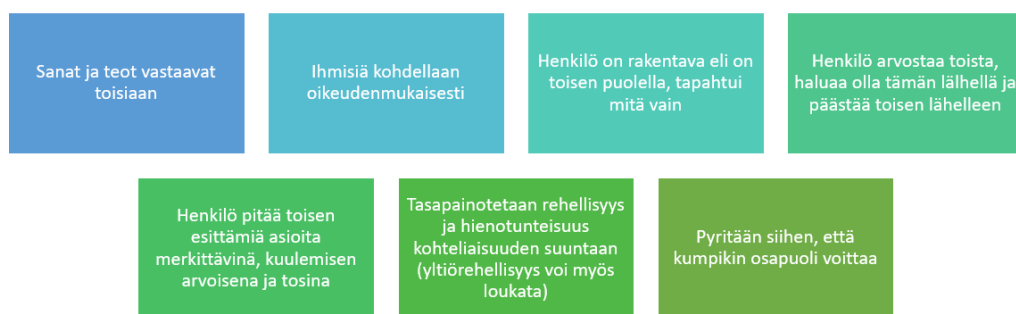 Sanat ja teot vastaavat
toisiaan
Ihmisiä kohdellaan
oikeudenmukaisesti
Henkilö on rakentava eli on
toisen puolella, tapahtui
mitä vain
Henkilö arvostaa toista,
haluaa olla tämän lälhellä ja
päästää toisen lähelleen
Henkilö pitää toisen
esittämiä asioita
merkittävinä, kuulemisen
arvoisena ja tosina
Tasapainotetaan rehellisyys
ja hienotunteisuus
kohteliaisuuden suuntaan
(yltiörehellisyys voi myös
loukata)
Pyritään siihen, että
kumpikin osapuoli voittaa